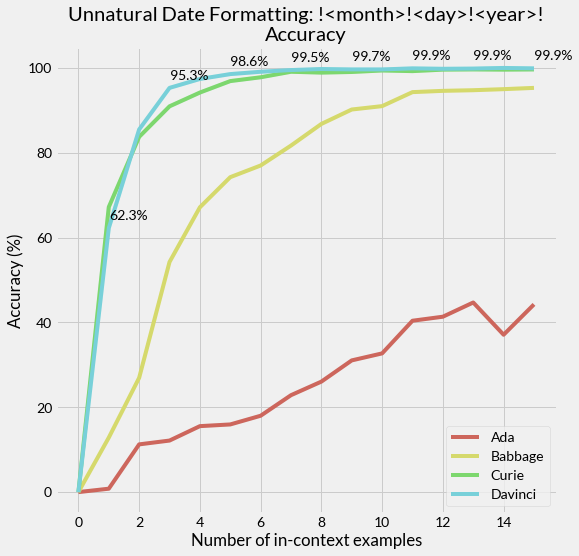 Unnatural Date Formatting: !<month>!<day>!<year>!
Accuracy
100
80
60
40
20
0
Accuracy (%)
62.3%
95.3%
98.6%
99.5%
99.7%
99.9%
99.9%
99.9%
Ada
Babbage
Curie
Davinci
0 2 4 6 8 10 12 14
Number of in-context examples